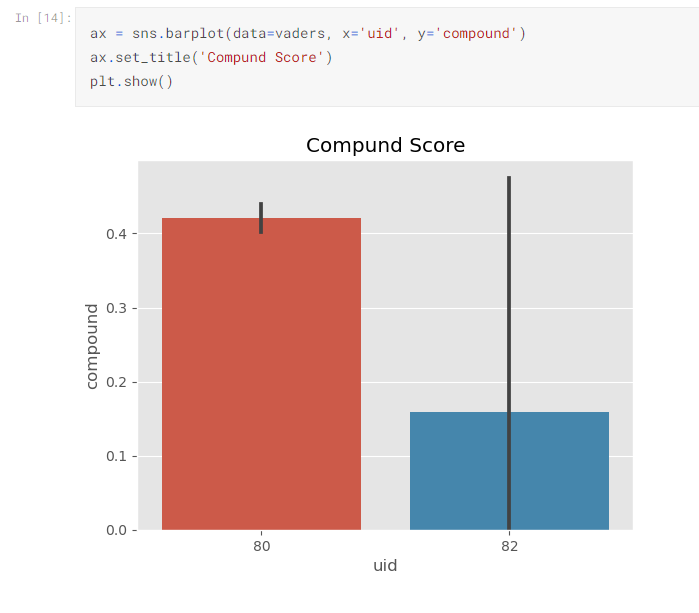 In [14]:
ax = sns.barplot(data=vaders, x='uid', y='compound')
ax.set_title('Compund Score')
plt.show()
Compund Score
compound
0.4
0.3
0.2
0.1
0.0
80 82
uid